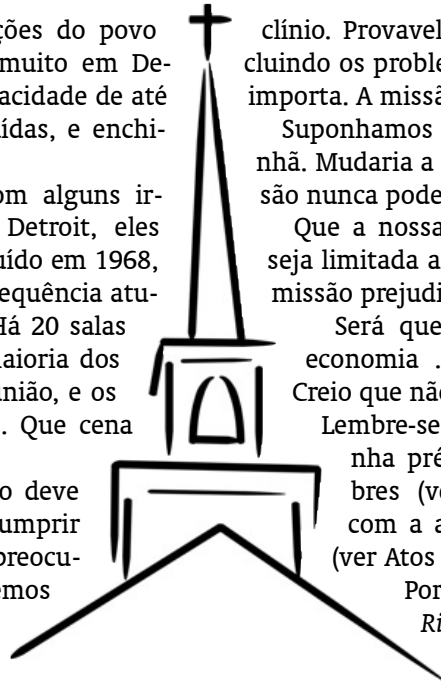 ções do povo
muito em De-
acidade de até
ídas, e enchi-
om alguns ir-
Detroit, eles
uído em 1968,
equência atu-
Há 20 salas
naioria dos
união, e os
. Que cena
o deve
umprir
preocu-
emos
clínio. Provavel
cluindo os proble
importa. A missã
Suponhamos
nhã. Mudaria a
são nunca pode
Que a nossa
seja limitada a
missão prejudi
Será que
economia .
Creio que não
Lembre-se
nha pré
bres (ve
com a a
(ver Atos
Por
Ri